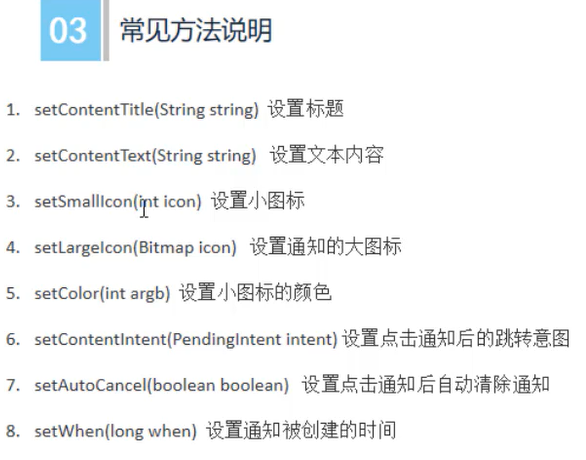 03 常见方法说明
1. setContentTitle(String string) 设置标题
2. setContentText(String string) 设置文本内容
3. setSmallIcon(int icon) 设置小图标
4. setLargeIcon(Bitmap icon) 设置通知的大图标
5. setColor(int argb) 设置小图标的颜色
6. setContentIntent(PendingIntent intent) 设置点击通知后的跳转意图
7. setAutoCancel(boolean boolean) 设置点击通知后自动清除通知
8. setWhen(long when) 设置通知被创建的时间